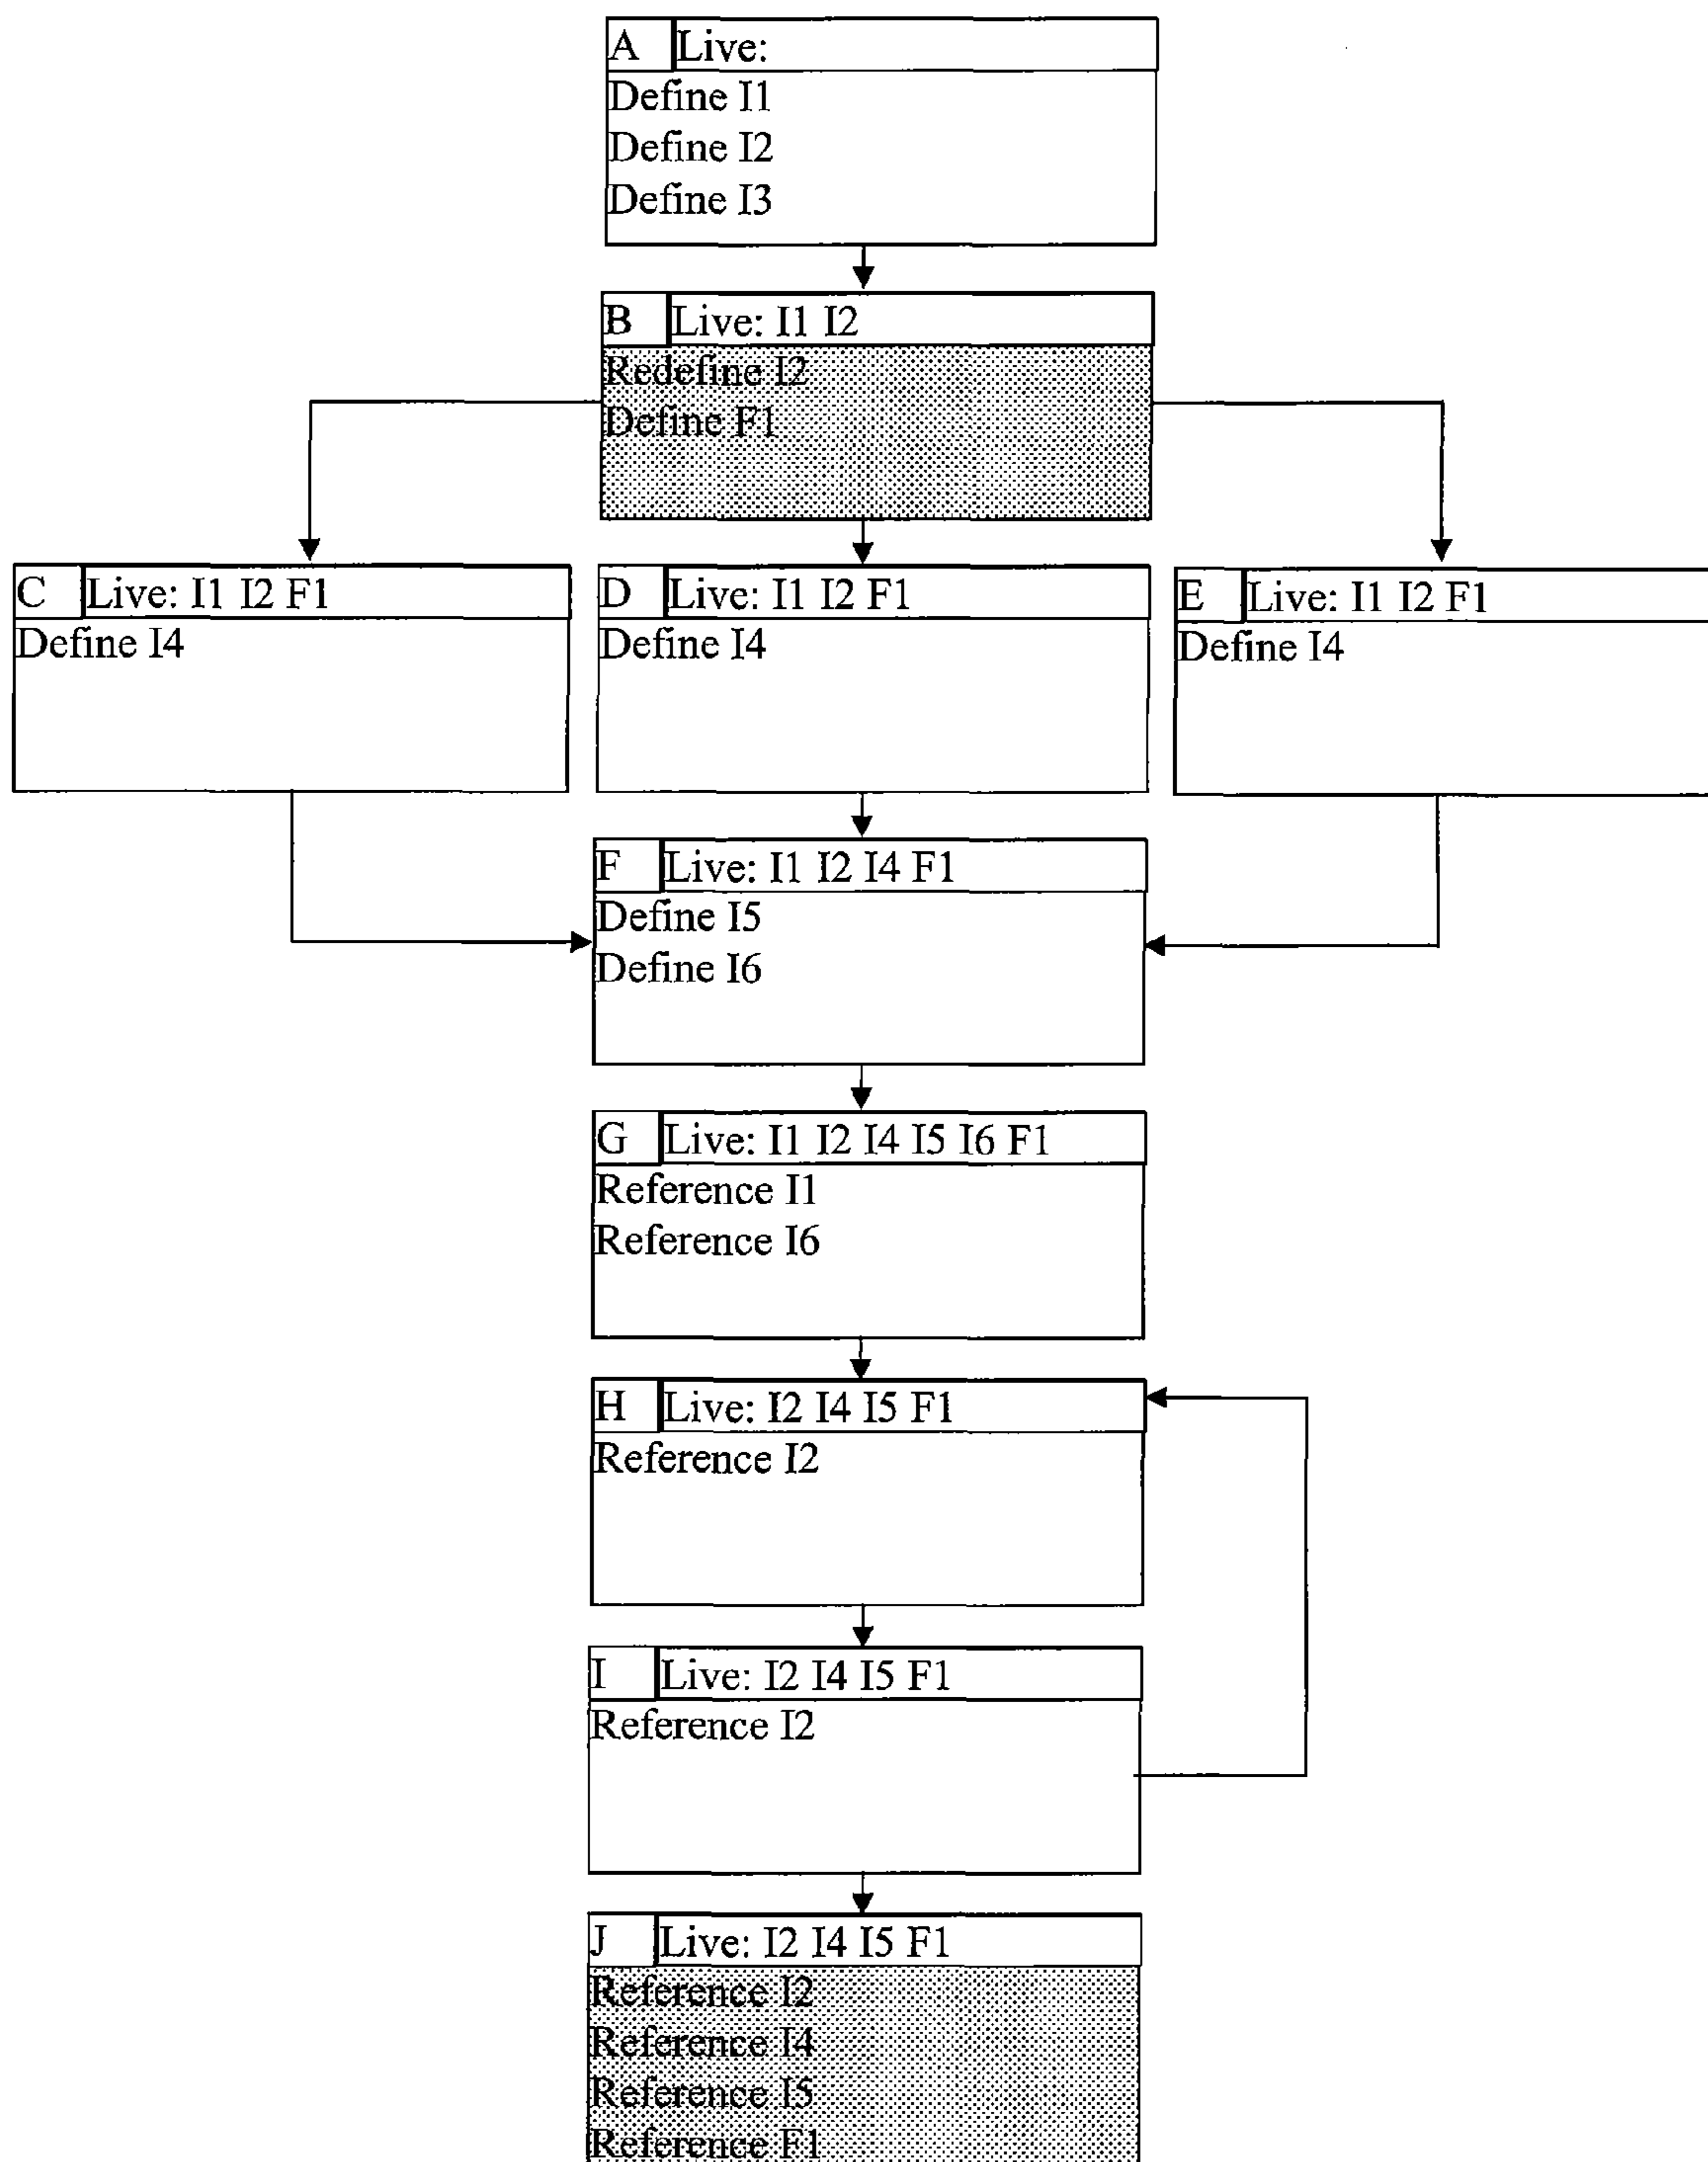 A Live:
Define I1
Define I2
Define I3
B Live: I1 I2
Redefine I2
Define F1
C Live: I1 I2 F1
Define I4
D Live: I1 I2 F1
Define I4
E Live: I1 I2 F1
Define I4
F Live: I1 I2 I4 F1
Define I5
Define I6
G Live: I1 I2 I4 I5 I6 F1
Reference I1
Reference I6
H Live: I2 I4 I5 F1
Reference I2
I Live: I2 I4 I5 F1
Reference I2
J Live: I2 I4 I5 F1
Reference I2
Reference I4
Reference I5
Reference F1